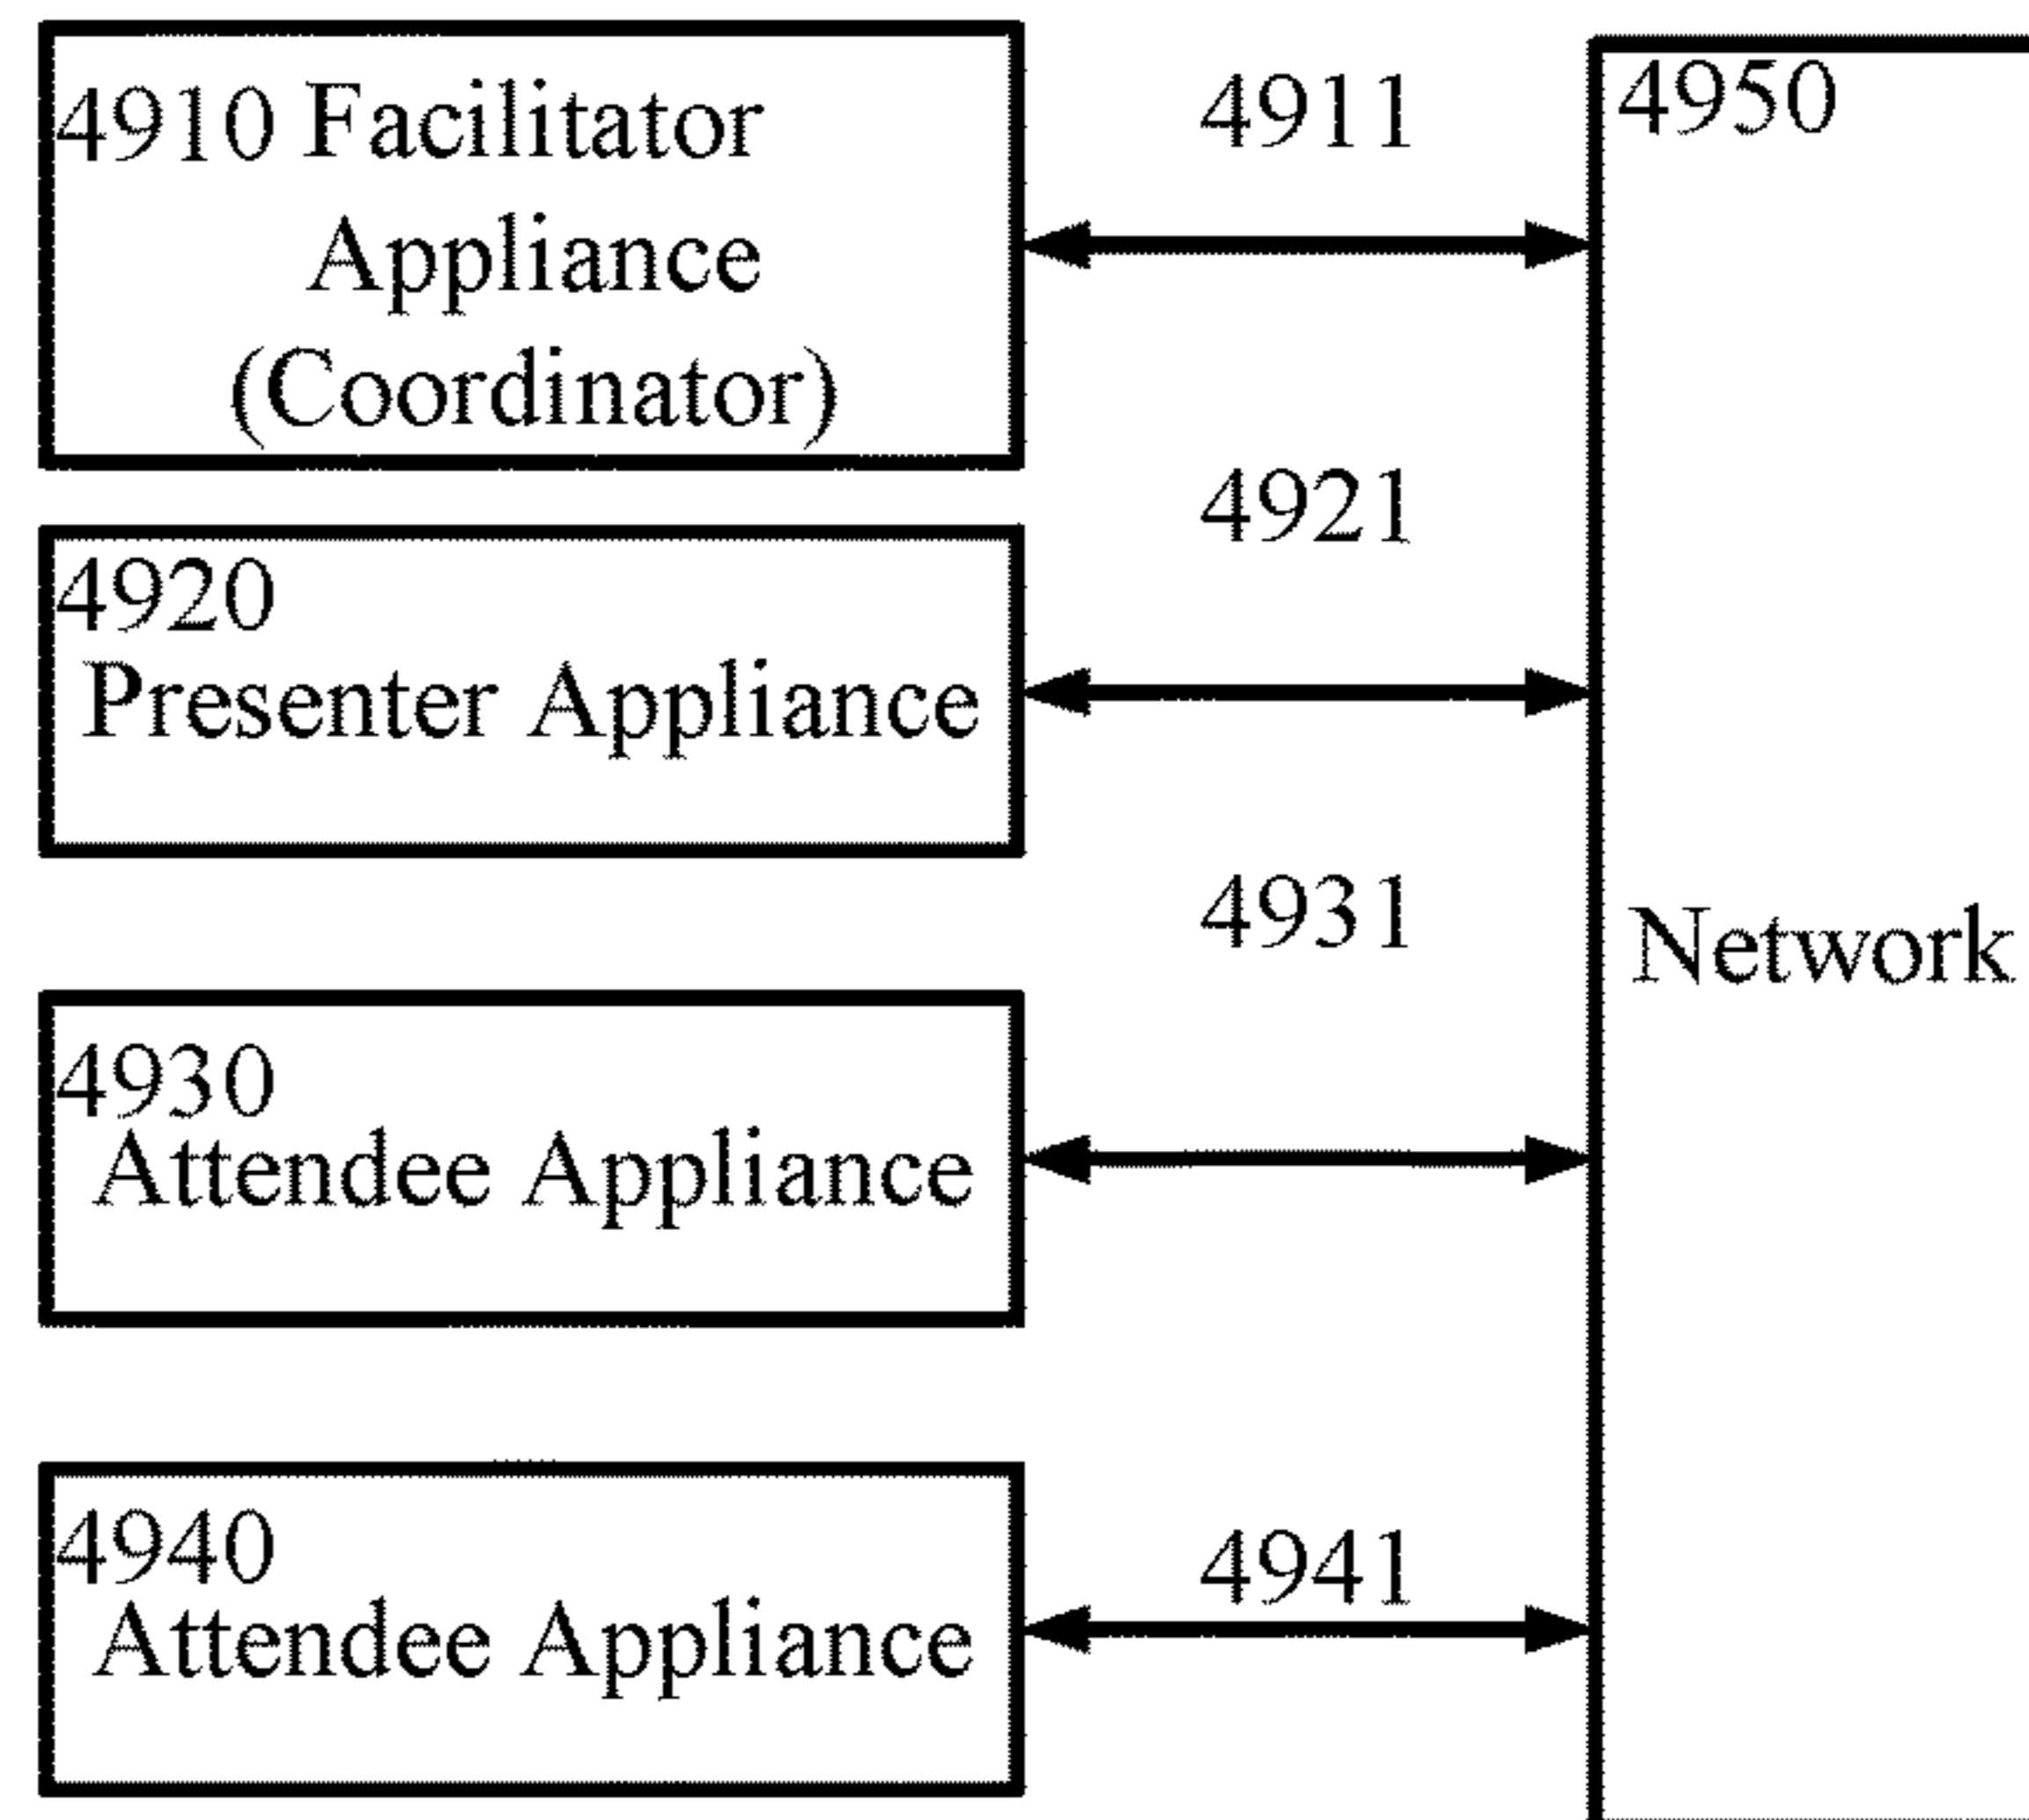 4910 Facilitator
Appliance
(Coordinator)
4911
4950
4921
4920
Presenter Appliance
4931
Network
4930
Attendee Appliance
4940
Attendee Appliance
4941